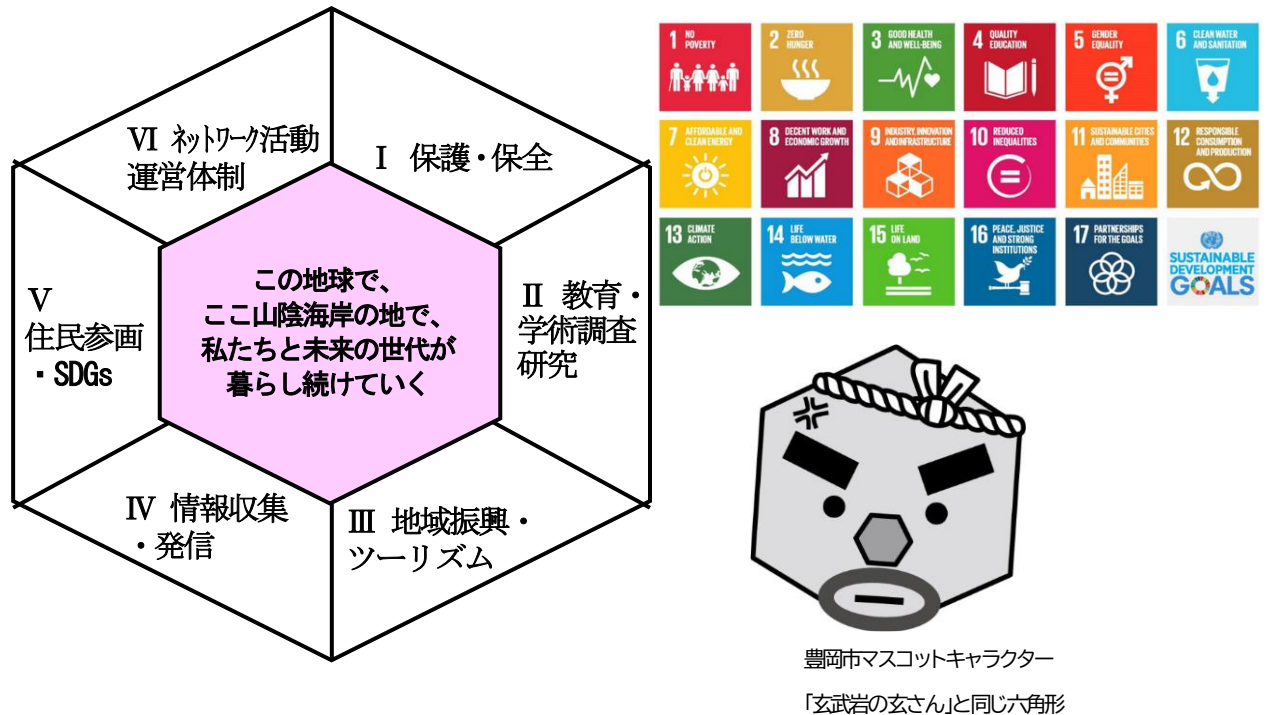 Ⅵ ネットワーク活動
運営体制
Ⅰ 保護・保全
Ⅱ 教育・
学術調査
研究
Ⅲ 地域振興・
ツーリズム
Ⅳ 情報収集
・発信
Ⅴ
住民参画
・SDGs
この地球で、
ここ山陰海岸の地で、
私たちと未来の世代が
暮らし続けていく
1 NO
POVERTY
2 ZERO
HUNGER
3 GOOD HEALTH
AND WELL-BEING
4 QUALITY
EDUCATION
5 GENDER
EQUALITY
6 CLEAN WATER
AND SANITATION
7 AFFORDABLE AND
CLEAN ENERGY
8 DECENT WORK AND
ECONOMIC GROWTH
9 INDUSTRY, INNOVATION
AND INFRASTRUCTURE
10 REDUCED
INEQUALITIES
11 SUSTAINABLE CITIES
AND COMMUNITIES
12 RESPONSIBLE
CONSUMPTION
AND PRODUCTION
13 CLIMATE
ACTION
14 LIFE
BELOW WATER
15 LIFE
ON LAND
16 PEACE, JUSTICE
AND STRONG
INSTITUTIONS
17 PARTNERSHIPS
FOR THE GOALS
SUSTAINABLE
DEVELOPMENT
GOALS
豊岡市マスコットキャラクター
「玄武岩の玄さん」と同じ六角形